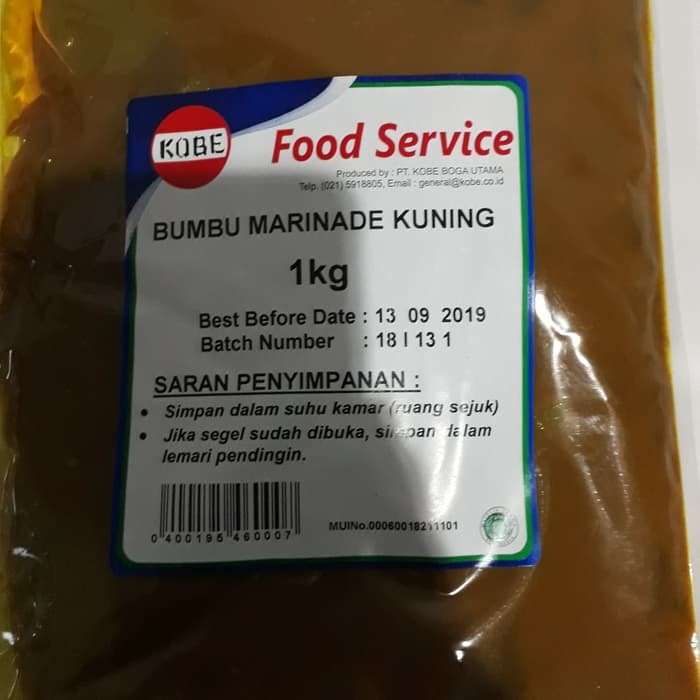 KOBE
Food Service
Produced by : PT. KOBE BOGA UTAMA
Telp. (021) 5918805, Email : general@kobe.co.id
BUMBU MARINADE KUNING
1kg
Best Before Date : 13 09 2019
Batch Number : 18 I 13 1
SARAN PENYIMPANAN :
• Simpan dalam suhu kamar (ruang sejuk)
• Jika segel sudah dibuka, simpan dalam
lemari pendingin.
0 400195 460007
MUINo.00060018211101